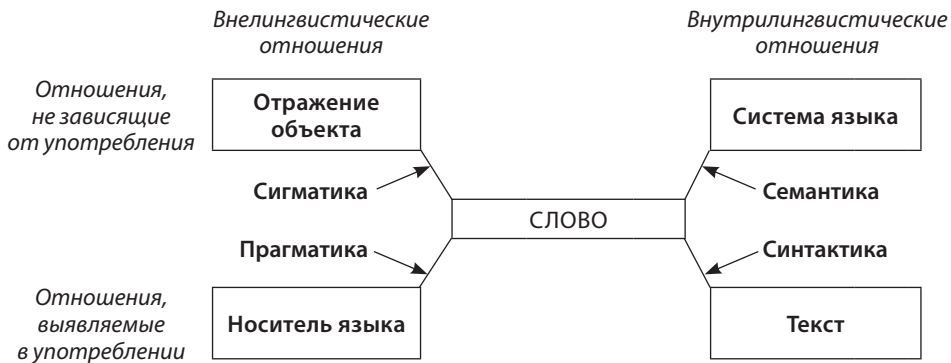 Внелингвистические
отношения
Внутрилингвистические
отношения
Отношения,
не зависящие
от употребления
Отражение
объекта
Система языка
Сигматика
Семантика
СЛОВО
Прагматика
Синтактика
Отношения,
выявляемые
в употреблении
Носитель языка
Текст